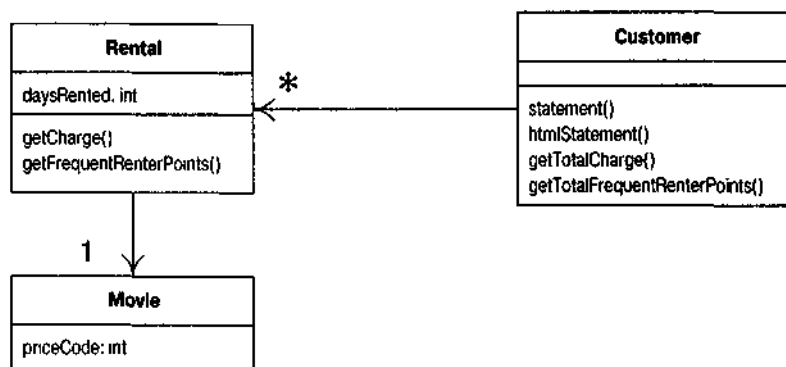 Rental
daysRented. int
getCharge()
getFrequentRenterPoints()
Customer
statement()
htmlStatement()
getTotalCharge()
getTotalFrequentRenterPoints()
*
1
Movie
priceCode: int